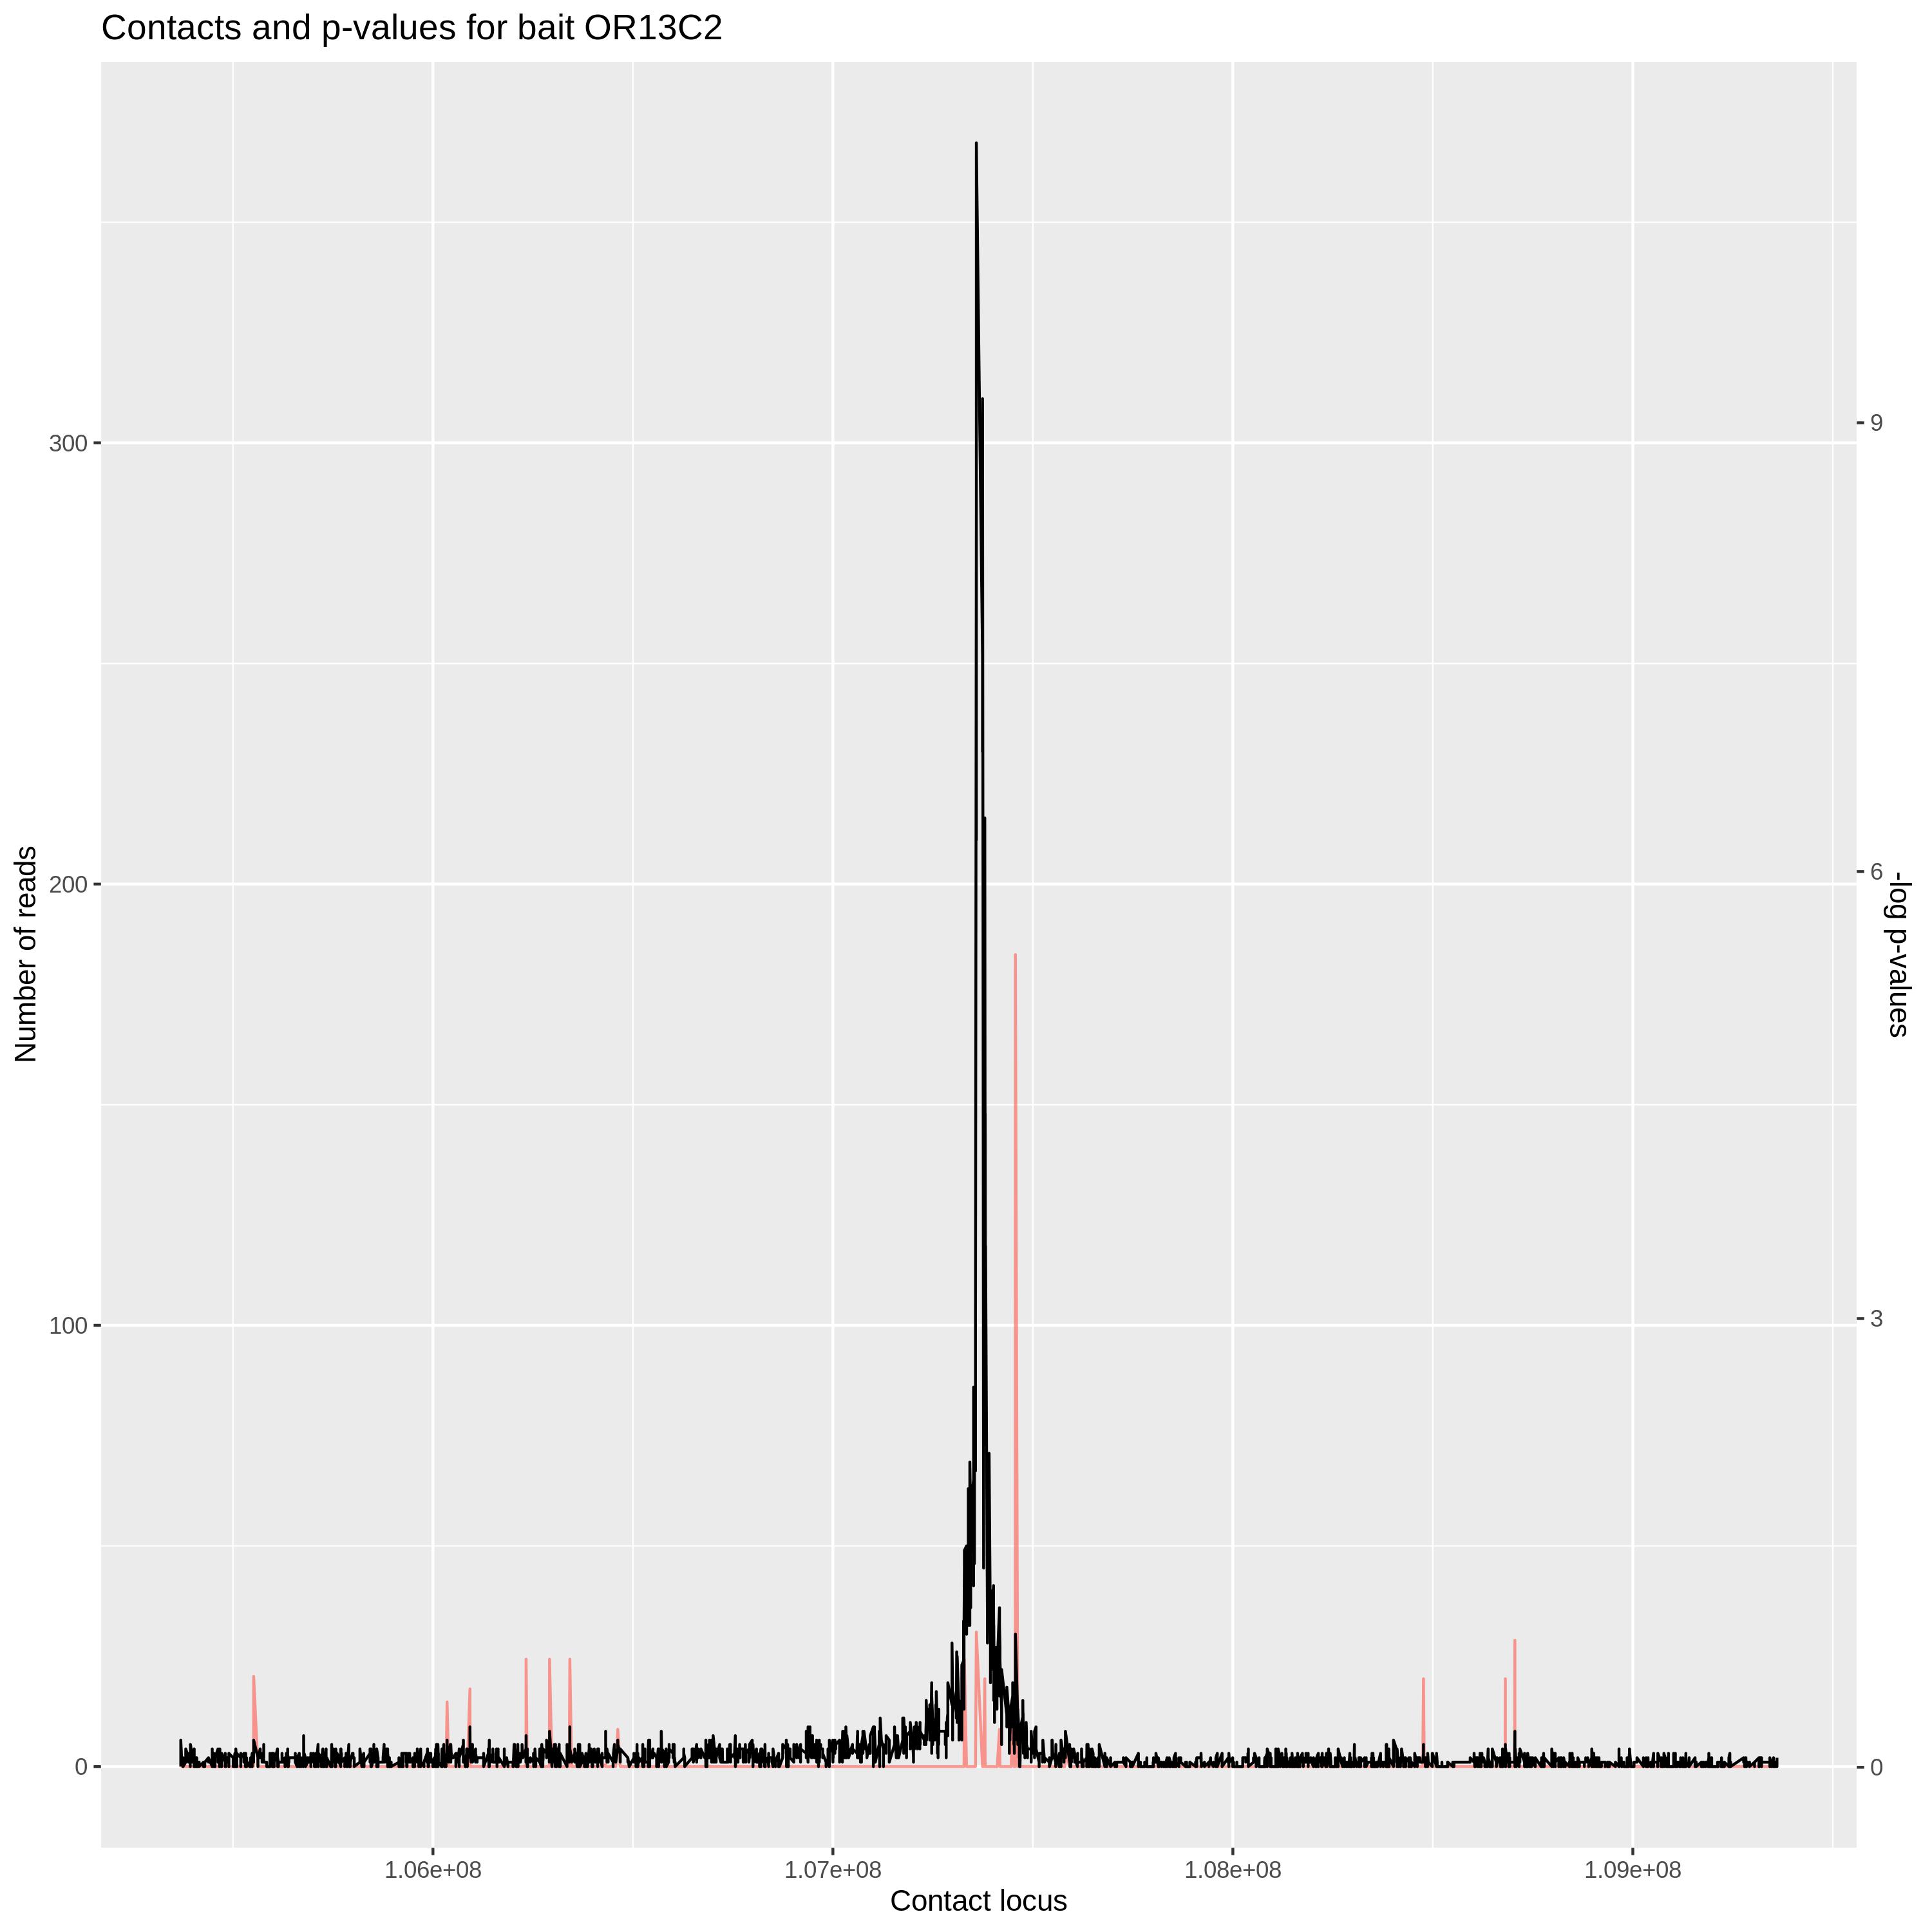 Contacts and p-values for bait OR13C2
300
200
100
0
Number of reads
9
6
3
0
-log p-values
1.06e+08
1.07e+08
1.08e+08
1.09e+08
Contact locus